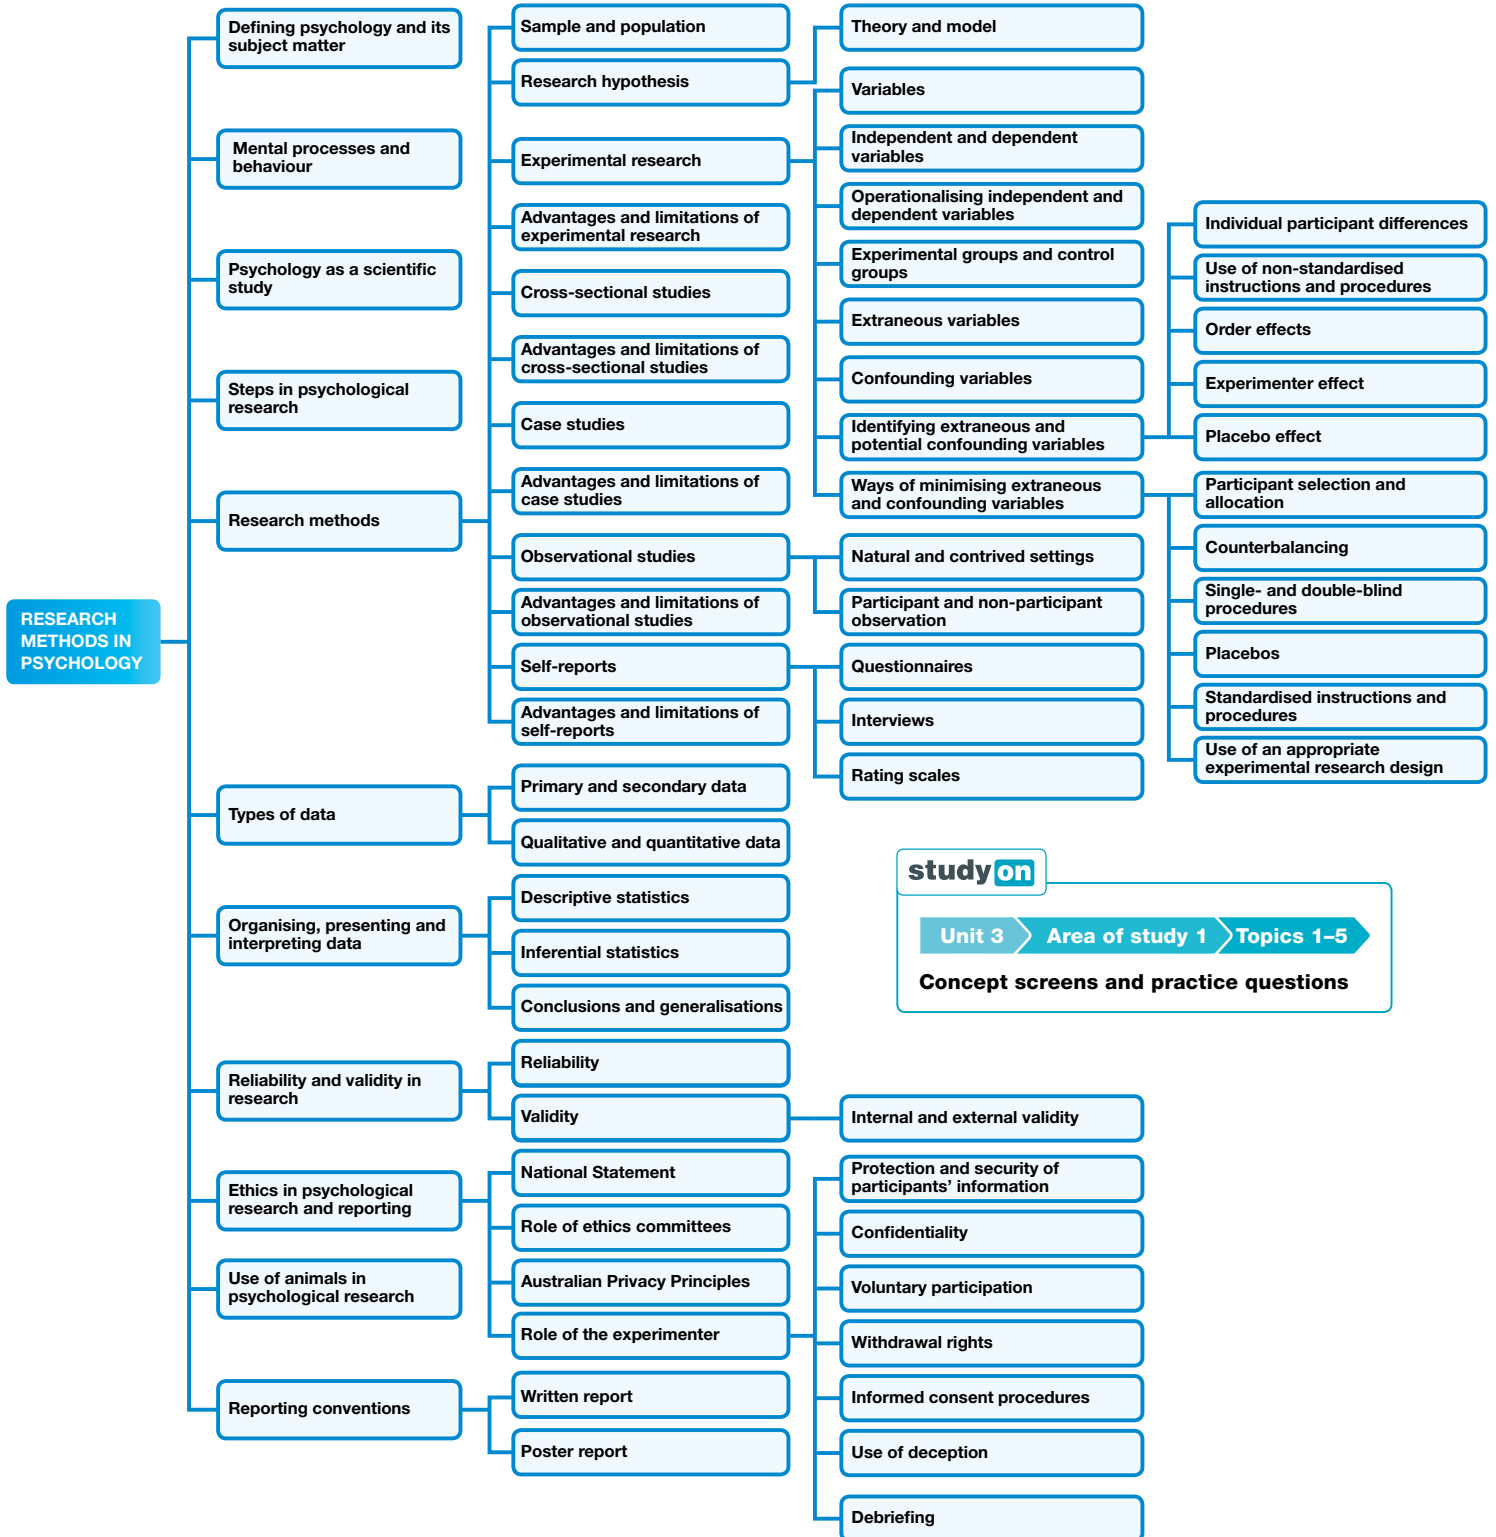 RESEARCH
METHODS IN
PSYCHOLOGY
Defining psychology and its
subject matter
Mental processes and
behaviour
Psychology as a scientific
study
Steps in psychological
research
Research methods
Types of data
Organising, presenting and
interpreting data
Reliability and validity in
research
Ethics in psychological
research and reporting
Use of animals in
psychological research
Reporting conventions
Sample and population
Research hypothesis
Experimental research
Advantages and limitations of
experimental research
Cross-sectional studies
Advantages and limitations of
cross-sectional studies
Case studies
Advantages and limitations of
case studies
Observational studies
Advantages and limitations of
observational studies
Self-reports
Advantages and limitations of
self-reports
Primary and secondary data
Qualitative and quantitative data
Descriptive statistics
Inferential statistics
Conclusions and generalisations
Reliability
Validity
National Statement
Role of ethics committees
Australian Privacy Principles
Role of the experimenter
Written report
Poster report
Theory and model
Variables
Independent and dependent
variables
Operationalising independent and
dependent variables
Experimental groups and control
groups
Extraneous variables
Confounding variables
Identifying extraneous and
potential confounding variables
Ways of minimising extraneous
and confounding variables
Natural and contrived settings
Participant and non-participant
observation
Questionnaires
Interviews
Rating scales
Internal and external validity
Protection and security of
participants’ information
Confidentiality
Voluntary participation
Withdrawal rights
Informed consent procedures
Use of deception
Debriefing
Individual participant differences
Use of non-standardised
instructions and procedures
Order effects
Experimenter effect
Placebo effect
Participant selection and
allocation
Counterbalancing
Single- and double-blind
procedures
Placebos
Standardised instructions and
procedures
Use of an appropriate
experimental research design
studyon
Unit 3 Area of study 1 Topics 1–5
Concept screens and practice questions